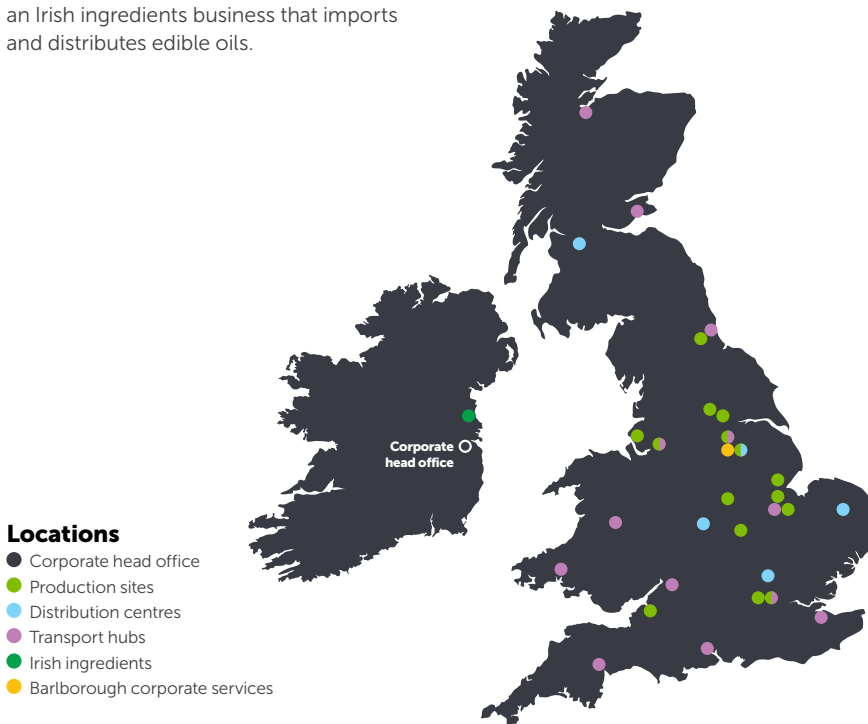 an Irish ingredients business that imports
and distributes edible oils.
Corporate
head office
Locations
Corporate head office
Production sites
Distribution centres
Transport hubs
Irish ingredients
Barlborough corporate services